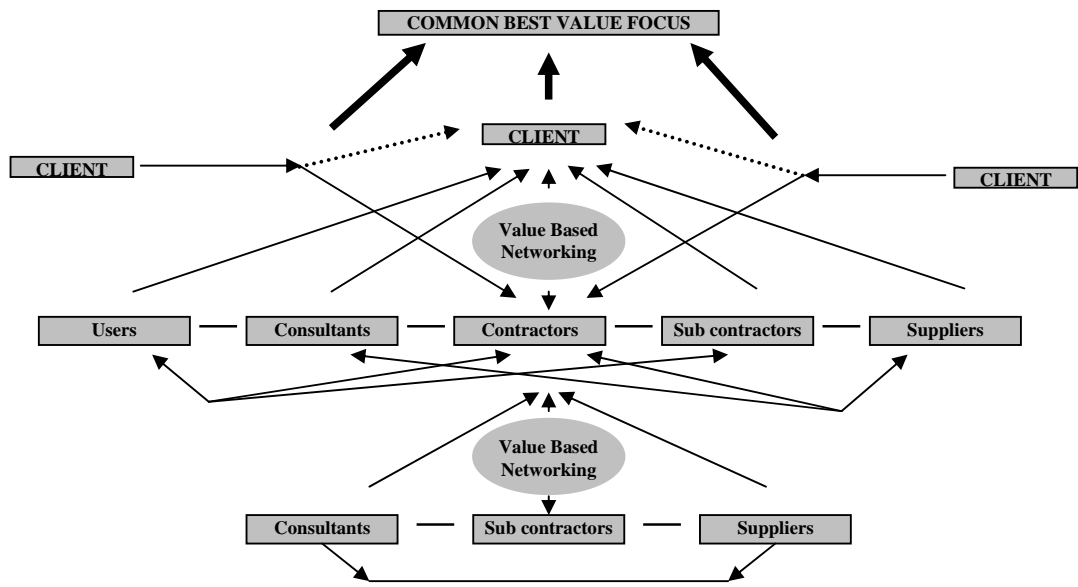 COMMON BEST VALUE FOCUS
CLIENT
CLIENT
CLIENT
Value Based
Networking
Users
Consultants
Contractors
Sub contractors
Suppliers
Value Based
Networking
Consultants
Sub contractors
Suppliers